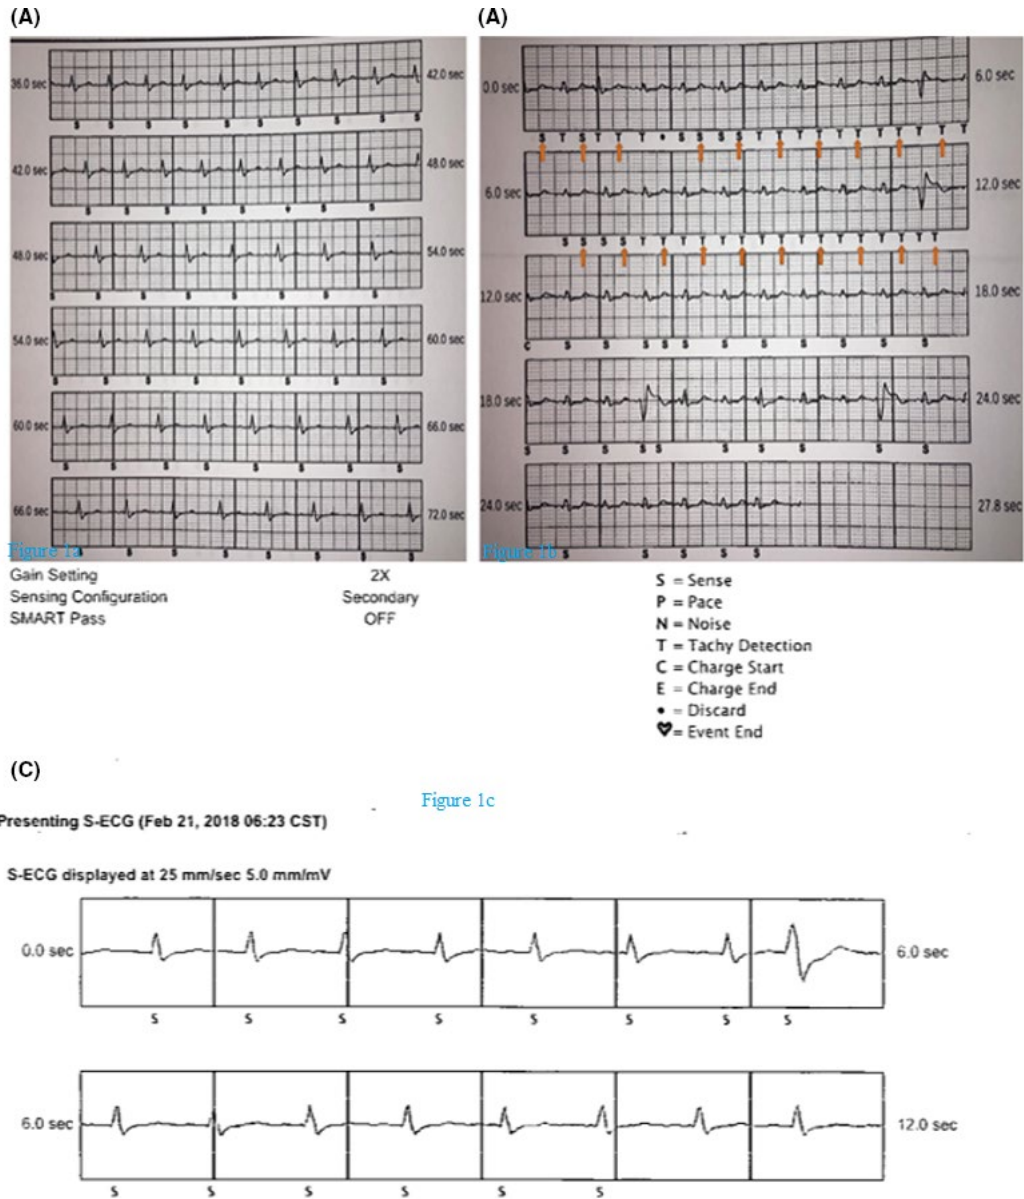 (A) (A)
36.0 sec 42.0 sec
S S S S S S S S S S
42.0 sec 48.0 sec
S S S S S • S S
48.0 sec 54.0 sec
S S S S S S S S
54.0 sec 60.0 sec
S S S S S S S S
60.0 sec 66.0 sec
S S S S S S S S
66.0 sec 72.0 sec
S S S S S S S S
Figure 1a
Gain Setting 2X
Sensing Configuration Secondary
SMART Pass OFF
0.0 sec 6.0 sec
S T S T T T • S S S S T T T T T T T T T T T
6.0 sec 12.0 sec
S S S S T T T T T T T T T T T T T T T T
12.0 sec 18.0 sec
C S S S S S S S S S S S
18.0 sec 24.0 sec
S S S S S S S S S S
24.0 sec 27.8 sec
S S S S S
Figure 1b
S = Sense
P = Pace
N = Noise
T = Tachy Detection
C = Charge Start
E = Charge End
• = Discard
♥ = Event End
(C)
Figure 1c
Presenting S-ECG (Feb 21, 2018 06:23 CST)
S-ECG displayed at 25 mm/sec 5.0 mm/mV
0.0 sec 6.0 sec
S S S S S S S S
6.0 sec 12.0 sec
S S S S S S